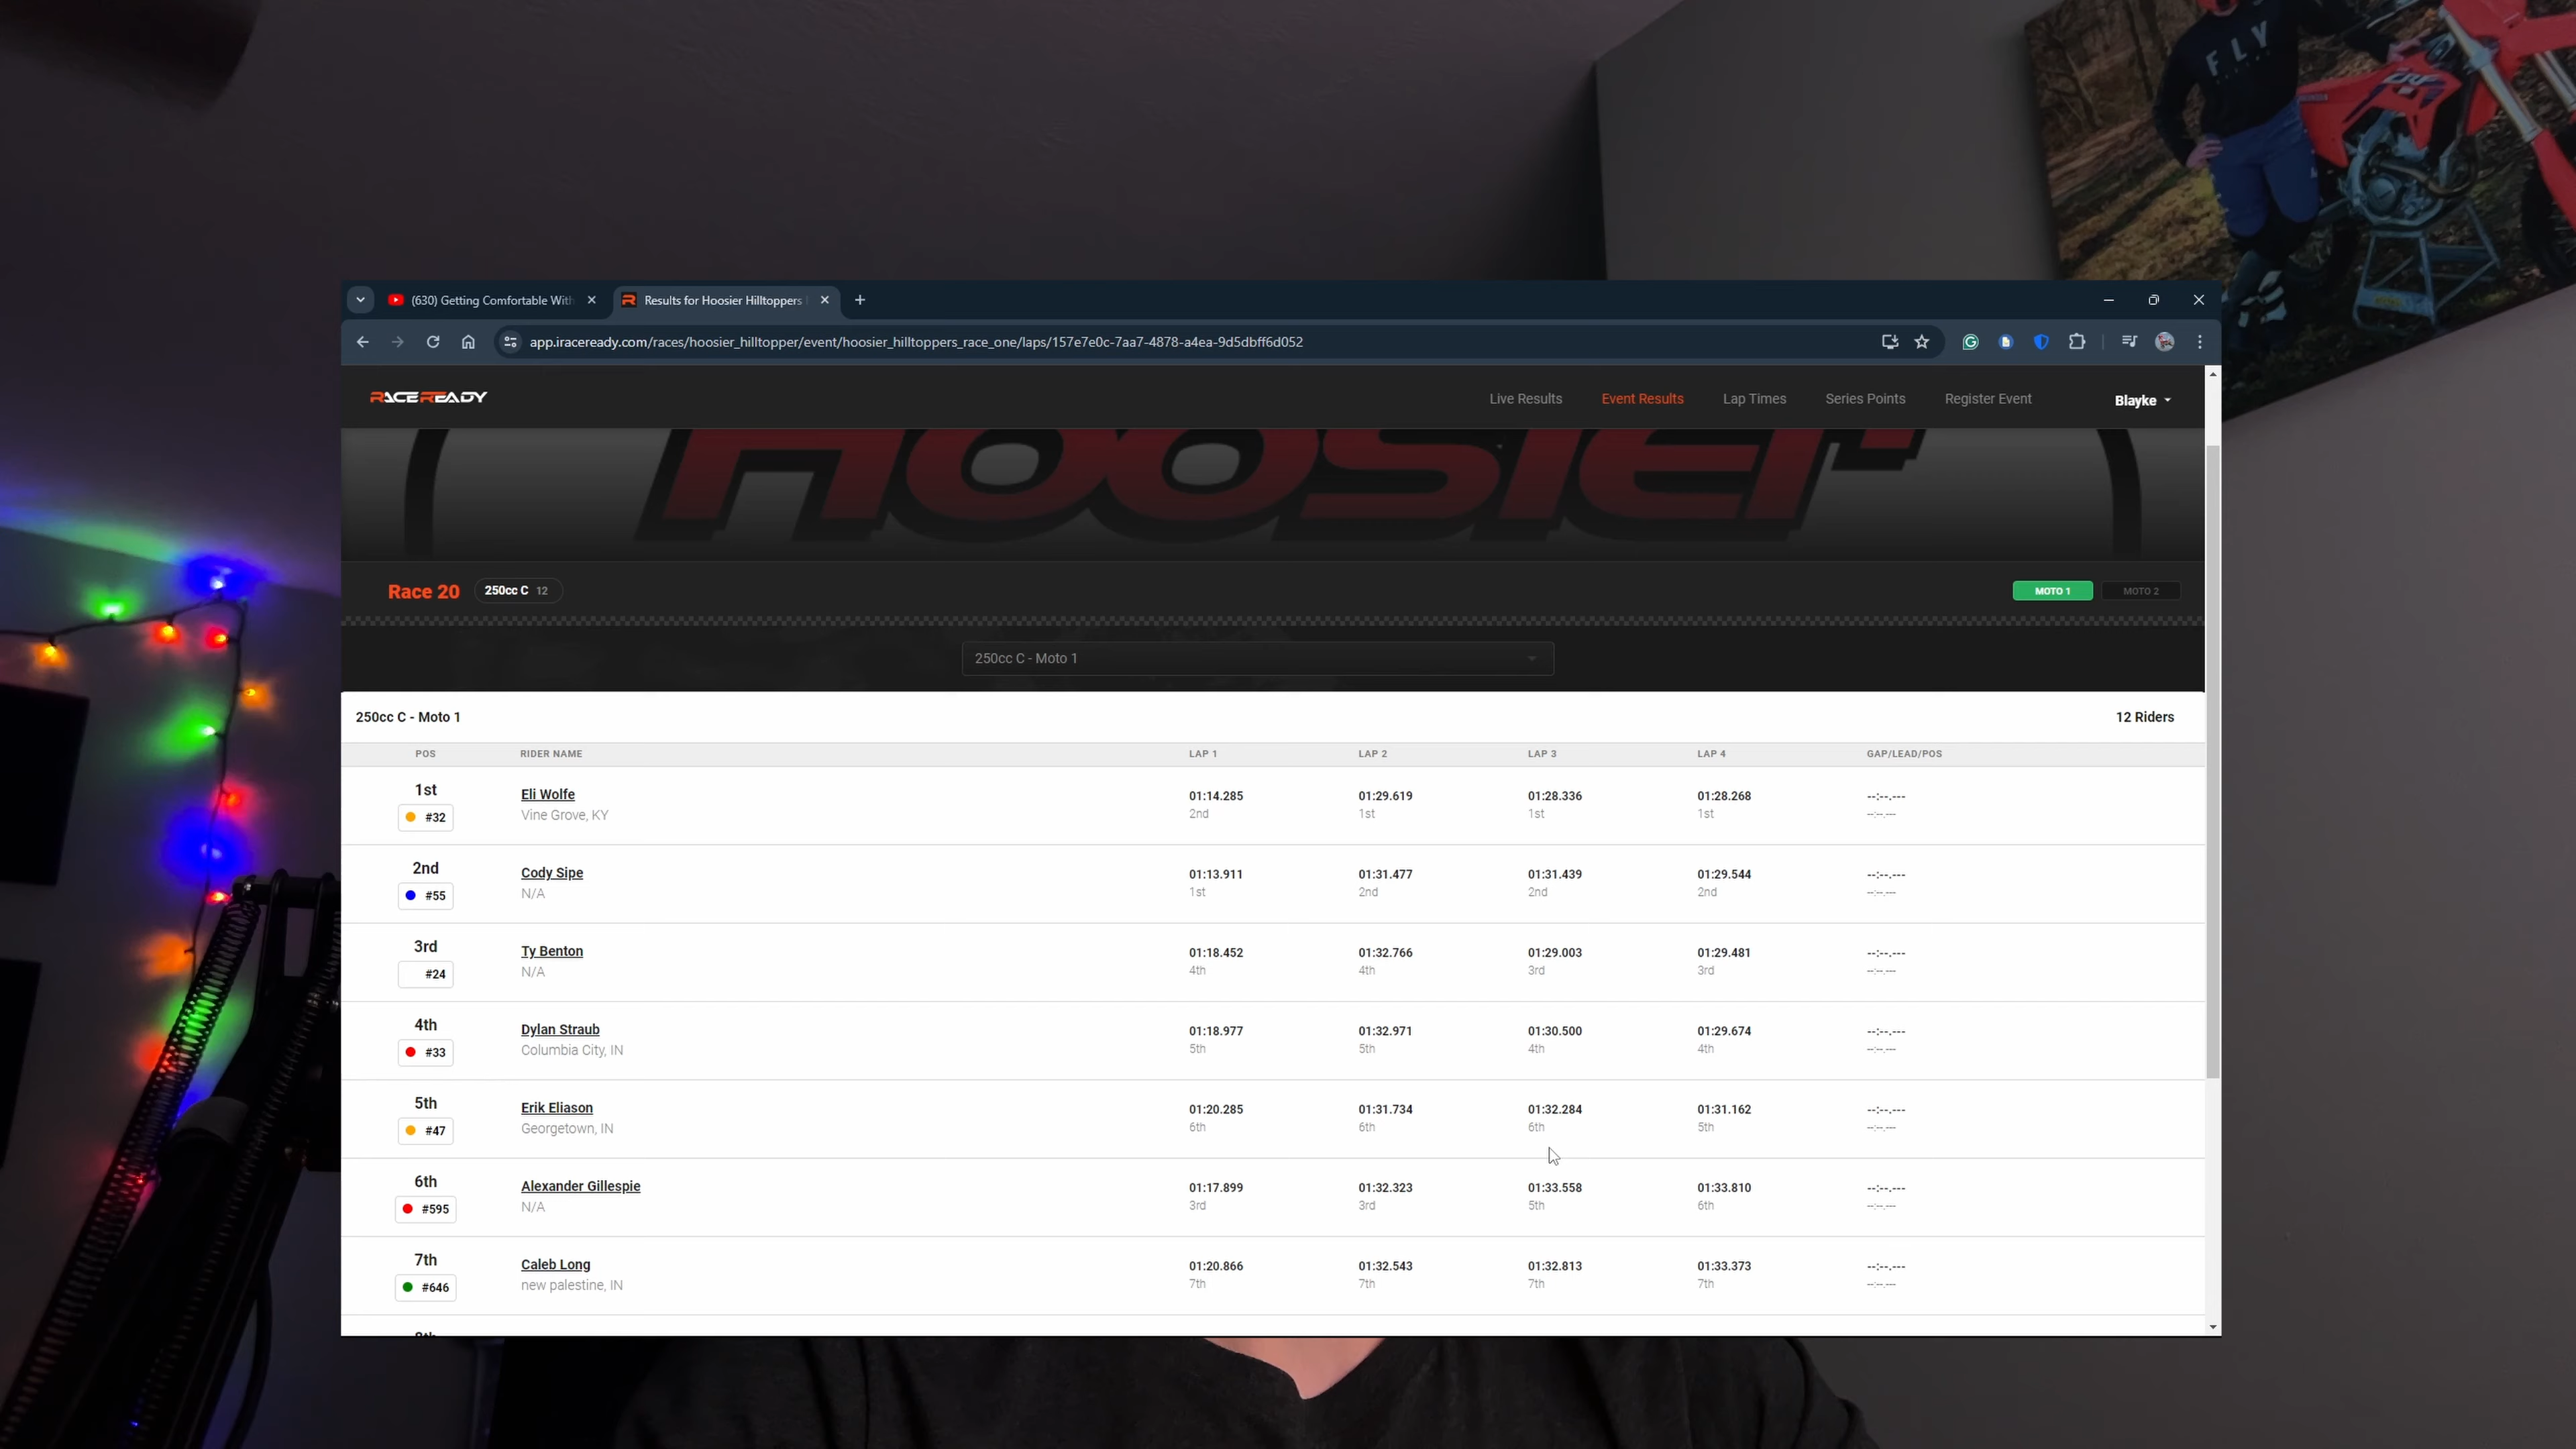 FLY
CRF
(630) Getting Comfortable With
Results for Hoosier Hilltoppers
app.iraceready.com/races/hoosier_hilltopper/event/hoosier_hilltoppers_race_one/laps/157e7e0c-7aa7-4878-a4ea-9d5dbff6d052
RACEREADY
Live Results Event Results Lap Times Series Points Register Event Blayke
HOOSIER
Race 20 250cc C 12 MOTO 1 MOTO 2
250cc C - Moto 1
250cc C - Moto 1 12 Riders
POS RIDER NAME LAP 1 LAP 2 LAP 3 LAP 4 GAP/LEAD/POS
1st Eli Wolfe 01:14.285 01:29.619 01:28.336 01:28.268 --:--.---
#32 Vine Grove, KY 2nd 1st 1st 1st --:--.---
2nd Cody Sipe 01:13.911 01:31.477 01:31.439 01:29.544 --:--.---
#55 N/A 1st 2nd 2nd 2nd --:--.---
3rd Ty Benton 01:18.452 01:32.766 01:29.003 01:29.481 --:--.---
#24 N/A 4th 4th 3rd 3rd --:--.---
4th Dylan Straub 01:18.977 01:32.971 01:30.500 01:29.674 --:--.---
#33 Columbia City, IN 5th 5th 4th 4th --:--.---
5th Erik Eliason 01:20.285 01:31.734 01:32.284 01:31.162 --:--.---
#47 Georgetown, IN 6th 6th 6th 5th --:--.---
6th Alexander Gillespie 01:17.899 01:32.323 01:33.558 01:33.810 --:--.---
#595 N/A 3rd 3rd 5th 6th --:--.---
7th Caleb Long 01:20.866 01:32.543 01:32.813 01:33.373 --:--.---
#646 new palestine, IN 7th 7th 7th 7th --:--.---